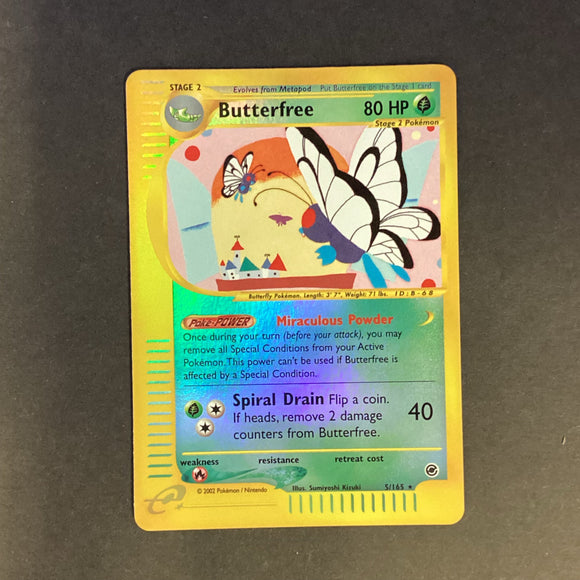 STAGE 2
Evolves from Metapod
Put Butterfree on the Stage 1 card
Butterfree
80 HP
Stage 2 Pokémon
Butterfly Pokémon. Length: 3' 7", Weight: 71 lbs. ID:B-68
POKÉ-POWER
Miraculous Powder
Once during your turn (before your attack), you may
remove all Special Conditions from your Active
Pokémon. This power can't be used if Butterfree is
affected by a Special Condition.
Spiral Drain Flip a coin.
If heads, remove 2 damage
counters from Butterfree.
40
weakness
resistance
retreat cost
Illus. Sumiyoshi Kizuki
5/165 ★
© 2002 Pokémon / Nintendo
e